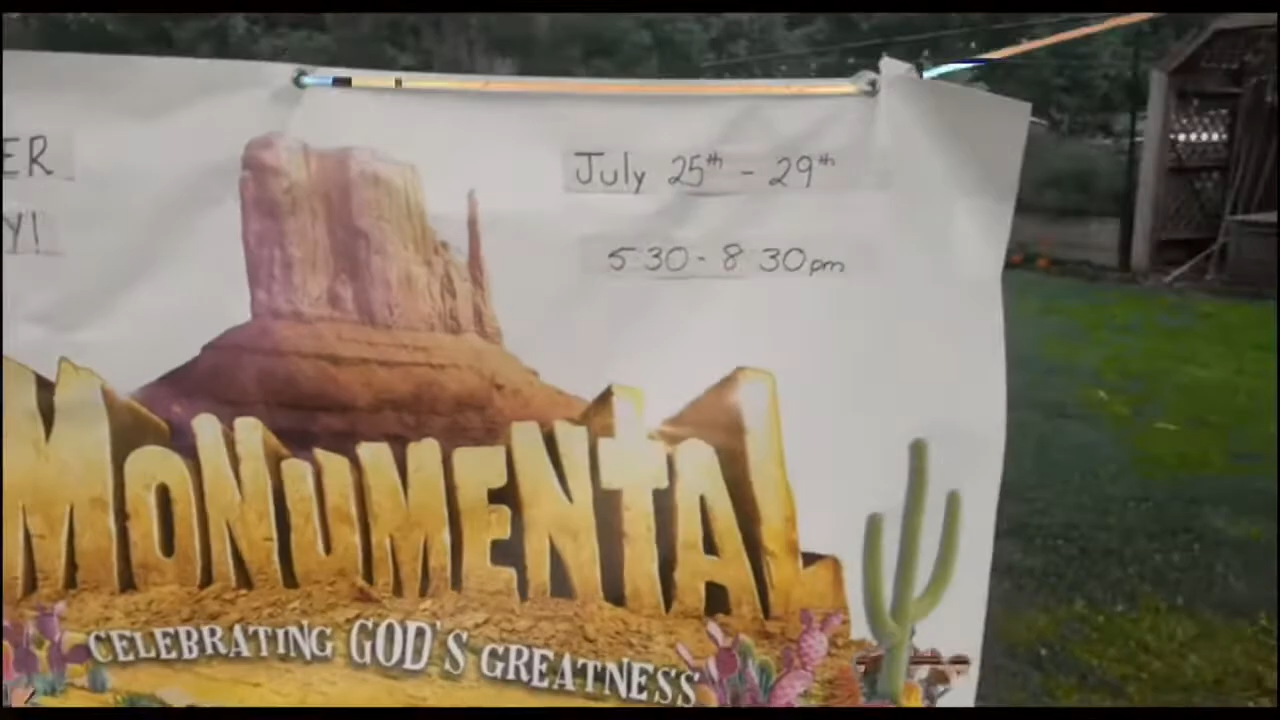 ER
Y!
July 25th - 29th
5 30 - 8 30pm
MONUMENTAL
CELEBRATING GOD'S GREATNESS